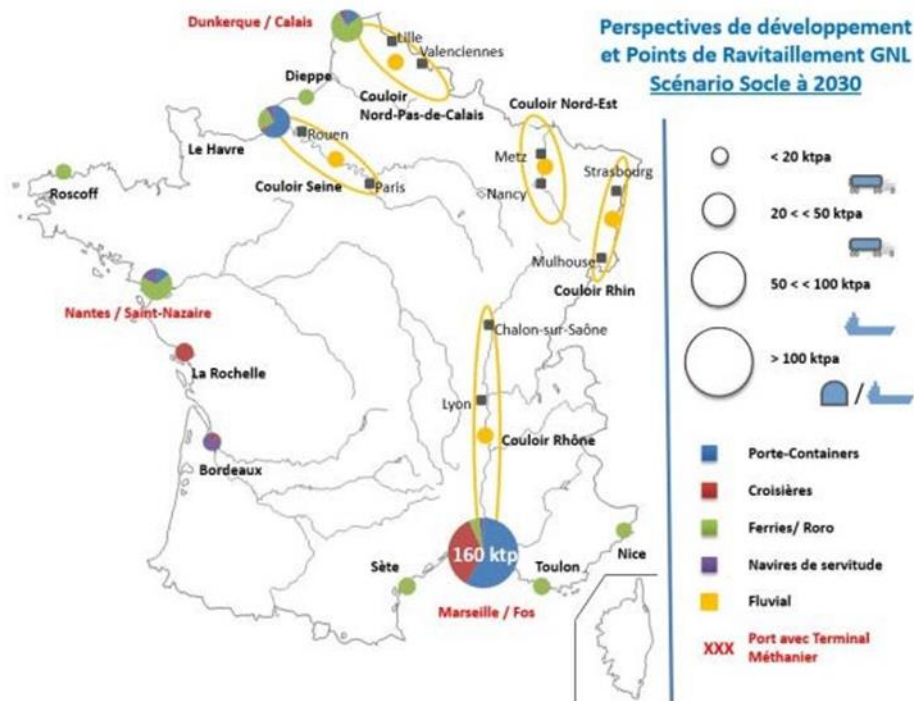 Perspectives de développement
et Points de Ravitaillement GNL
Scénario Socle à 2030
Dunkerque / Calais
Lille
Valenciennes
Dieppe
Couloir
Nord-Pas-de-Calais
Couloir Nord-Est
Le Havre
Rouen
Metz
Strasbourg
Roscoff
Couloir Seine
Paris
Nancy
Mulhouse
Couloir Rhin
Nantes / Saint-Nazaire
Chalon-sur-Saône
La Rochelle
Lyon
Couloir Rhône
Bordeaux
160 ktp
Sète
Toulon
Nice
Marseille / Fos
< 20 ktpa
20 < < 50 ktpa
50 < < 100 ktpa
> 100 ktpa
/
Porte-Containers
Croisières
Ferries/ Roro
Navires de servitude
Fluvial
XXX Port avec Terminal
Méthanier